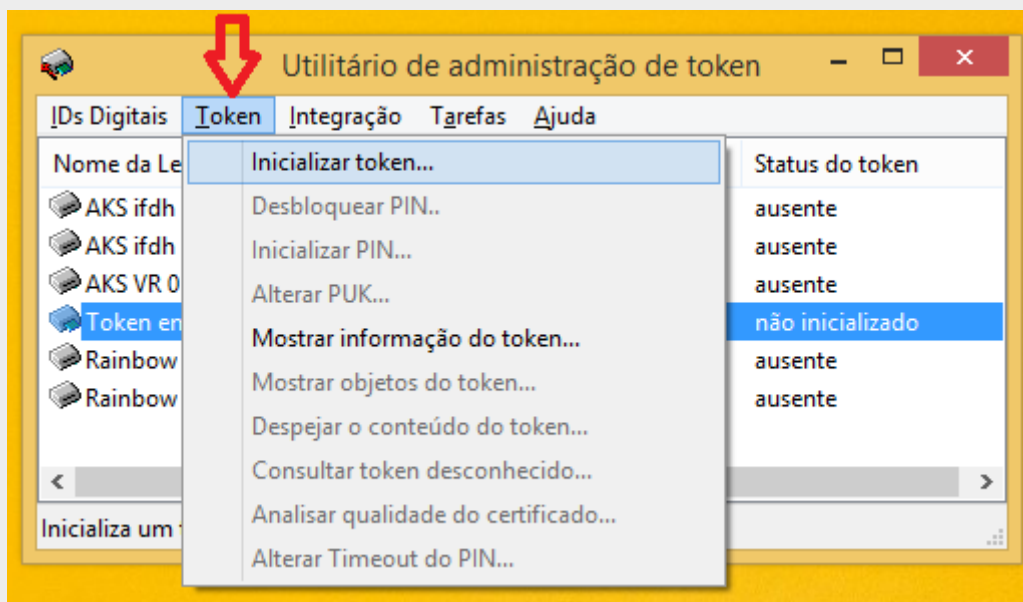 Utilitário de administração de token
IDs Digitais Token Integração Tarefas Ajuda
Nome da Le
Status do token
AKS ifdh
ausente
AKS ifdh
ausente
AKS VR 0
ausente
Token en
não inicializado
Rainbow
ausente
Rainbow
ausente
Inicializa um
Inicializar token...
Desbloquear PIN..
Inicializar PIN...
Alterar PUK...
Mostrar informação do token...
Mostrar objetos do token...
Despejar o conteúdo do token...
Consultar token desconhecido...
Analisar qualidade do certificado...
Alterar Timeout do PIN...